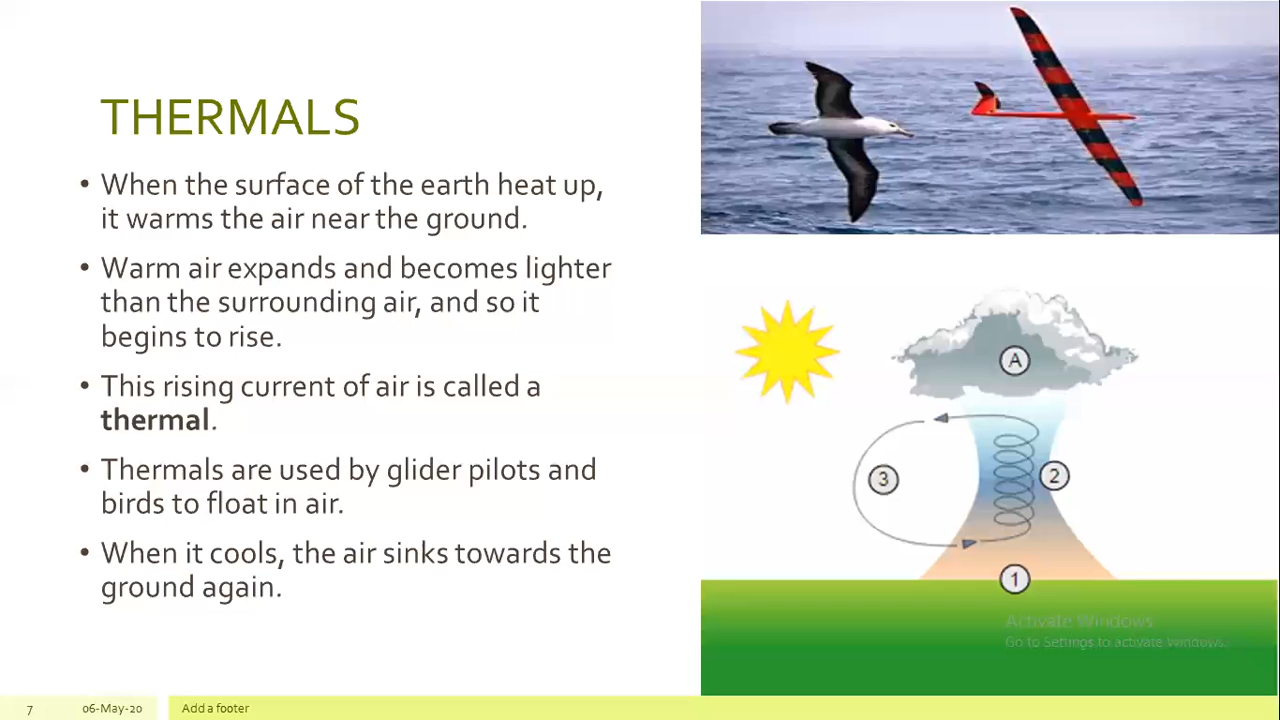 THERMALS
• When the surface of the earth heat up,
it warms the air near the ground.
• Warm air expands and becomes lighter
than the surrounding air, and so it
begins to rise.
• This rising current of air is called a
thermal.
• Thermals are used by glider pilots and
birds to float in air.
• When it cools, the air sinks towards the
ground again.
A
2
3
1
Activate Windows
Go to Settings to activate Windows.
7
06-May-20
Add a footer